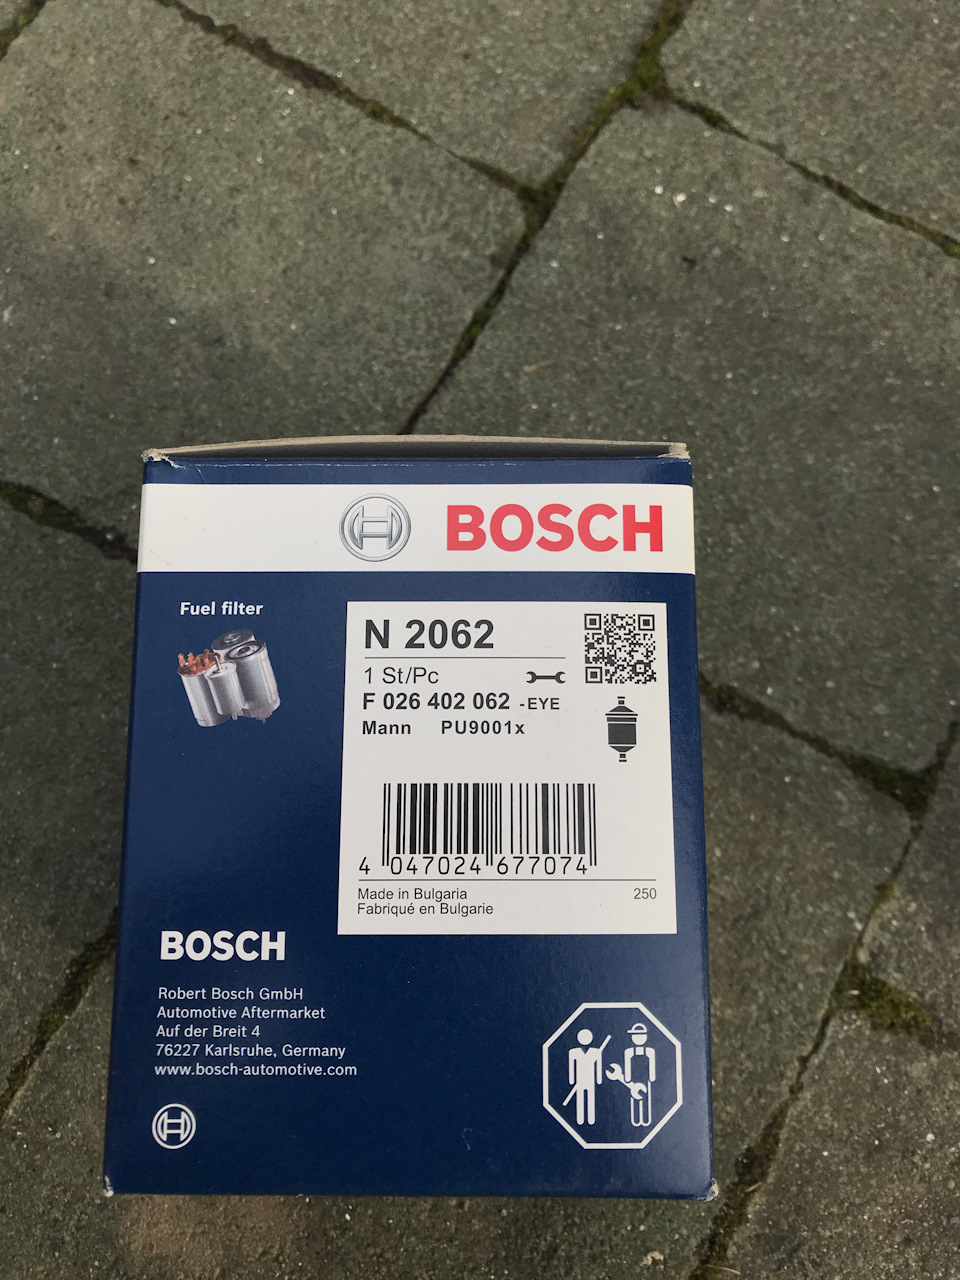 BOSCH
Fuel filter
N 2062
1 St/Pc
F 026 402 062 -EYE
Mann PU9001x
4 047024 677074
Made in Bulgaria 250
Fabriqué en Bulgarie
BOSCH
Robert Bosch GmbH
Automotive Aftermarket
Auf der Breit 4
76227 Karlsruhe, Germany
www.bosch-automotive.com